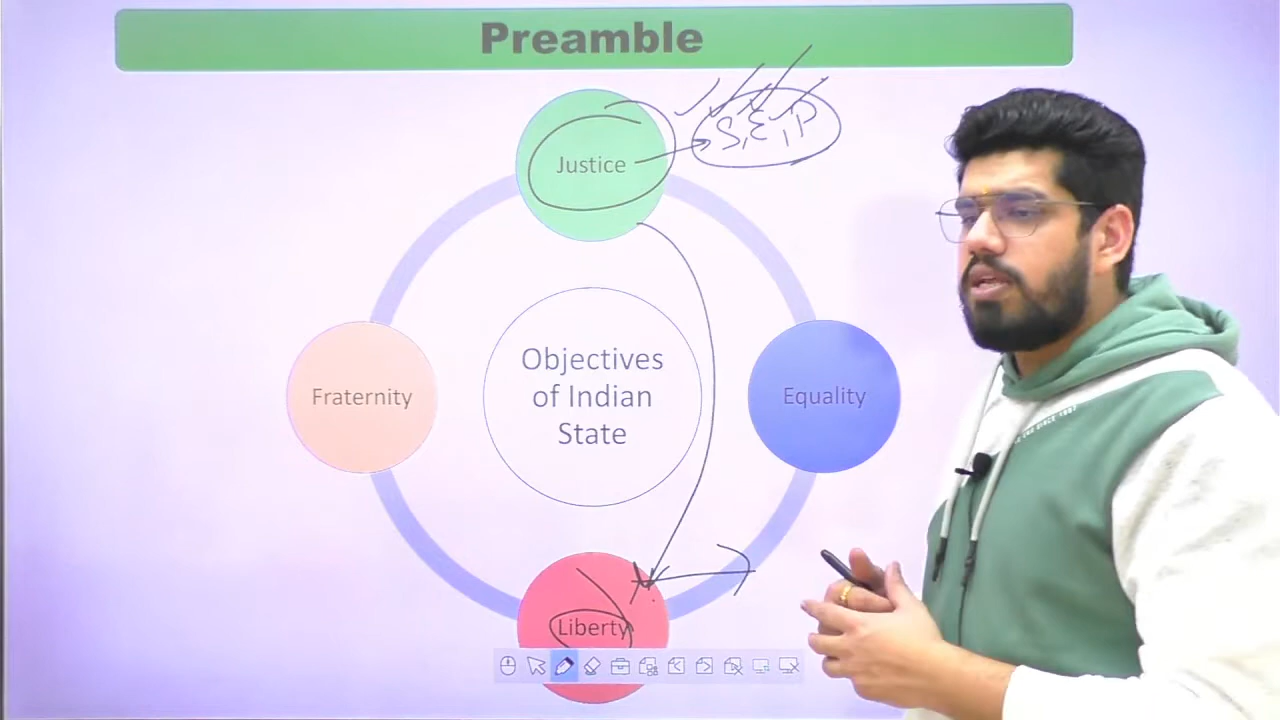 Preamble
Justice
S, E, P
Objectives
of Indian
State
Fraternity
Equality
Liberty